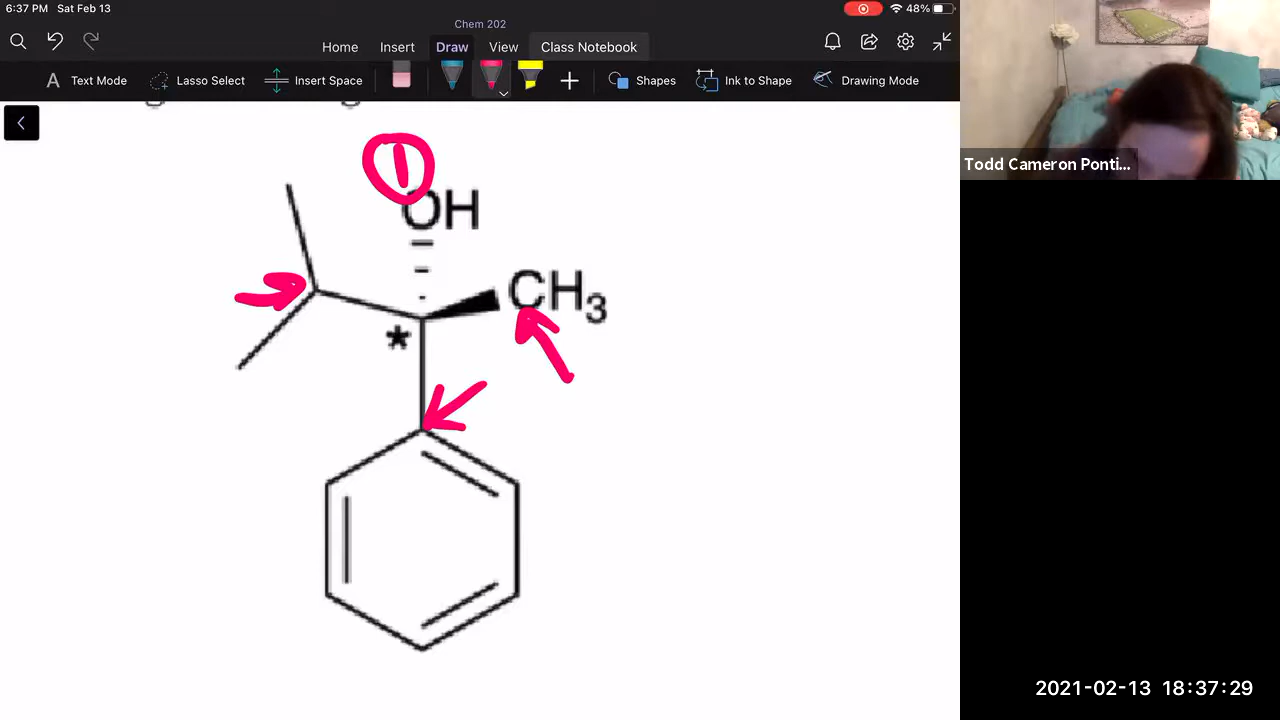 6:37 PM Sat Feb 13
48%
Chem 202
Home Insert Draw View Class Notebook
Text Mode Lasso Select Insert Space Shapes Ink to Shape Drawing Mode
1
OH
CH3
*
Todd Cameron Ponti...
2021-02-13 18:37:29